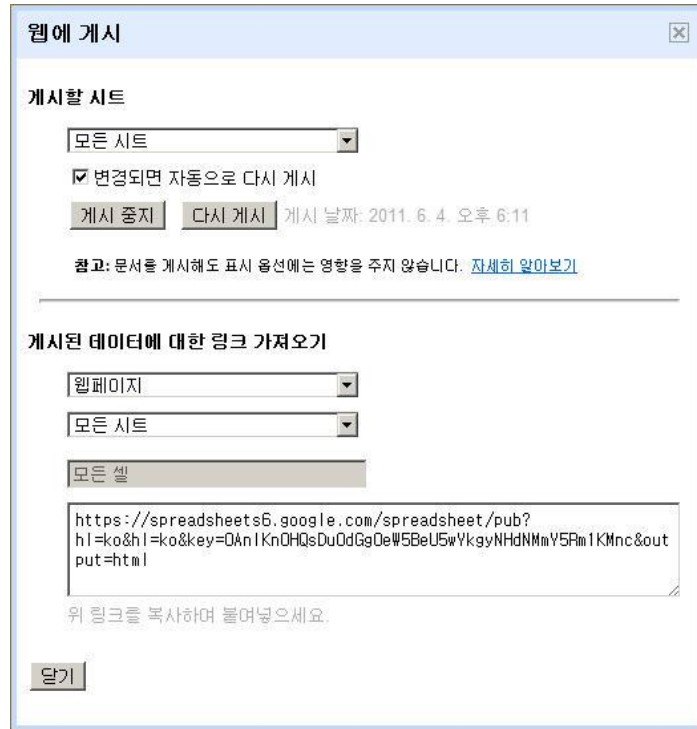 웹에 게시
게시할 시트
모든 시트
변경되면 자동으로 다시 게시
게시 중지 다시 게시 게시 날짜: 2011. 6. 4. 오후 6:11
참고: 문서를 게시해도 표시 옵션에는 영향을 주지 않습니다. 자세히 알아보기
게시된 데이터에 대한 링크 가져오기
웹페이지
모든 시트
모든 셀
https://spreadsheets6.google.com/spreadsheet/pub?
hl=ko&hl=ko&key=0AnlKnOHQsDuOdGg0eW5BeU5wYkgyNHdNMmY5Rm1KMnc&out
put=html
위 링크를 복사하여 붙여넣으세요.
닫기